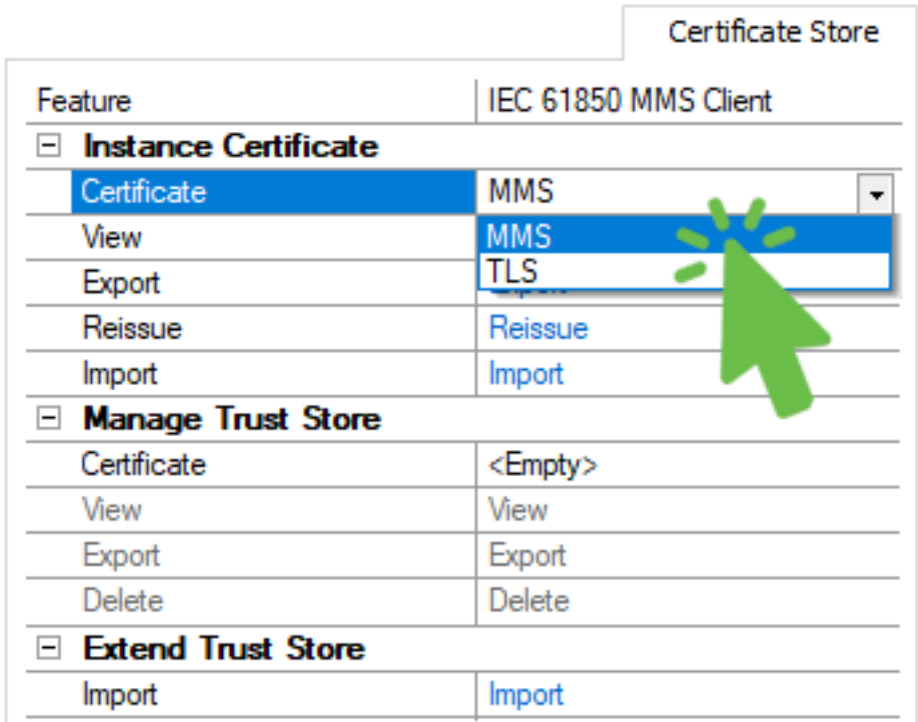 Certificate Store
Feature IEC 61850 MMS Client
Instance Certificate
Certificate MMS
View MMS
TLS
Export
Reissue Reissue
Import Import
Manage Trust Store
Certificate <Empty>
View View
Export Export
Delete Delete
Extend Trust Store
Import Import